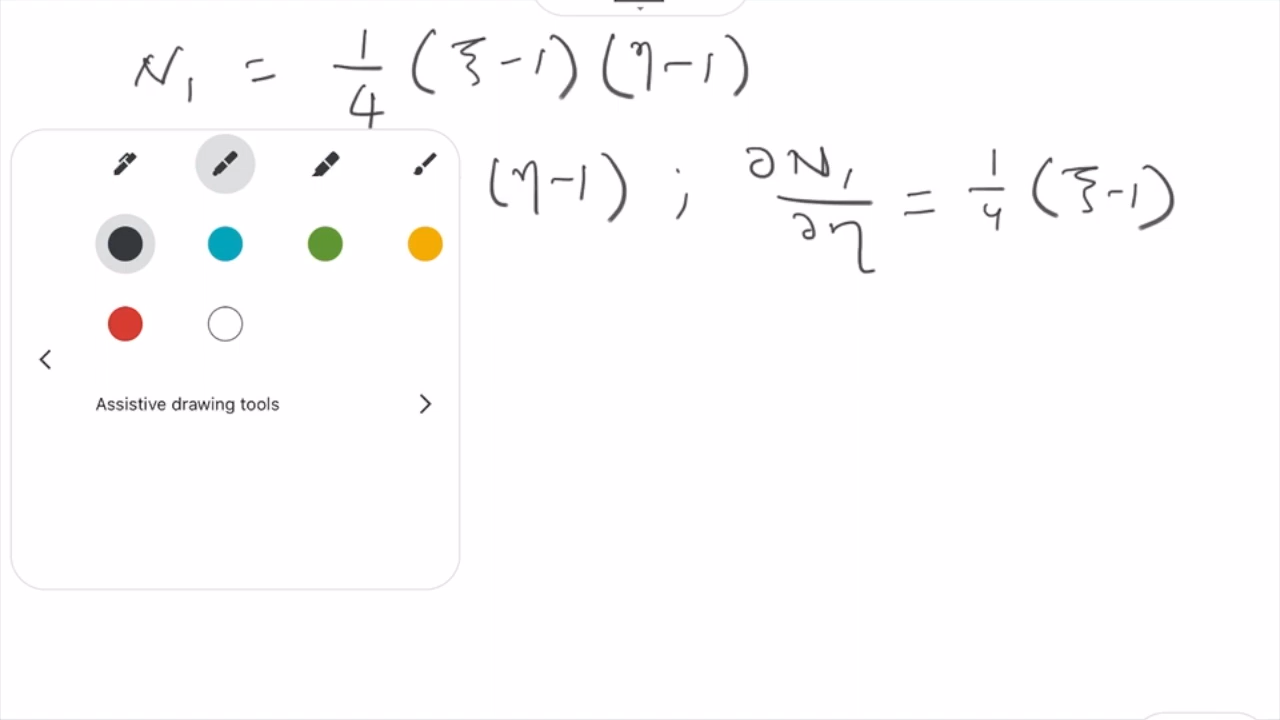 N₁ = 1/4 (ξ-1)(η-1)
(η-1) ; ∂N₁/∂η = 1/4 (ξ-1)
Assistive drawing tools